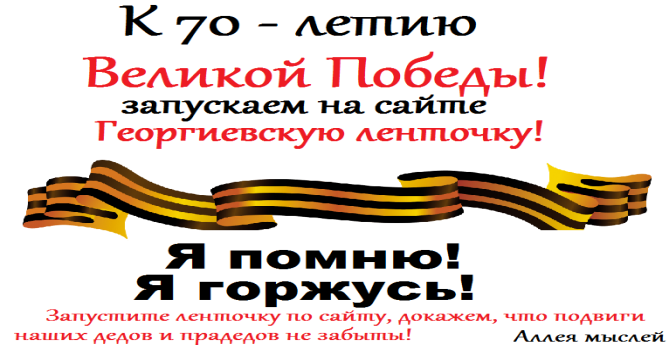 К 70 - летию
Великой Победы!
запускаем на сайте
Георгиевскую ленточку!
Я помню!
Я горжусь!
Запустите ленточку по сайту, докажем, что подвиги
наших дедов и прадедов не забыты!
Аллея мыслей